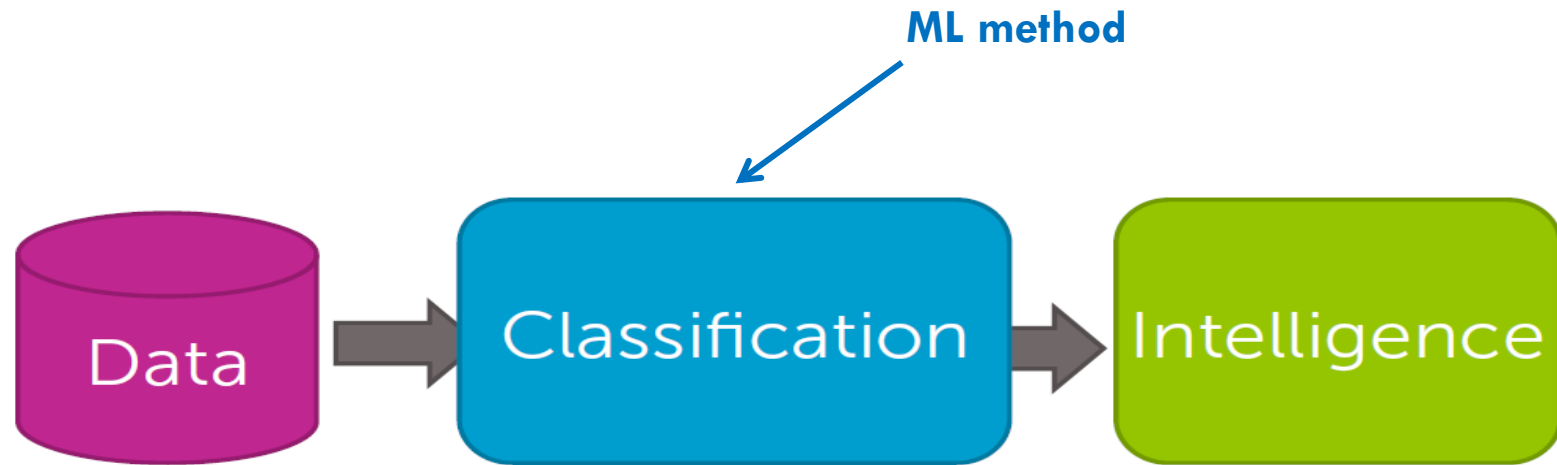 ML method
Data
Classification
Intelligence